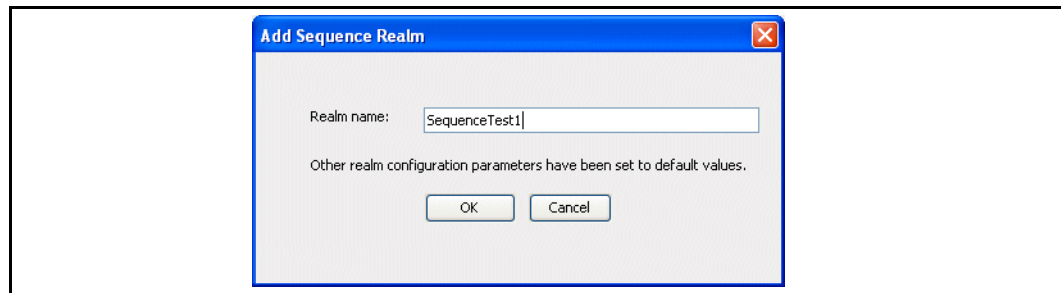 Add Sequence Realm
Realm name: SequenceTest1
Other realm configuration parameters have been set to default values.
OK Cancel